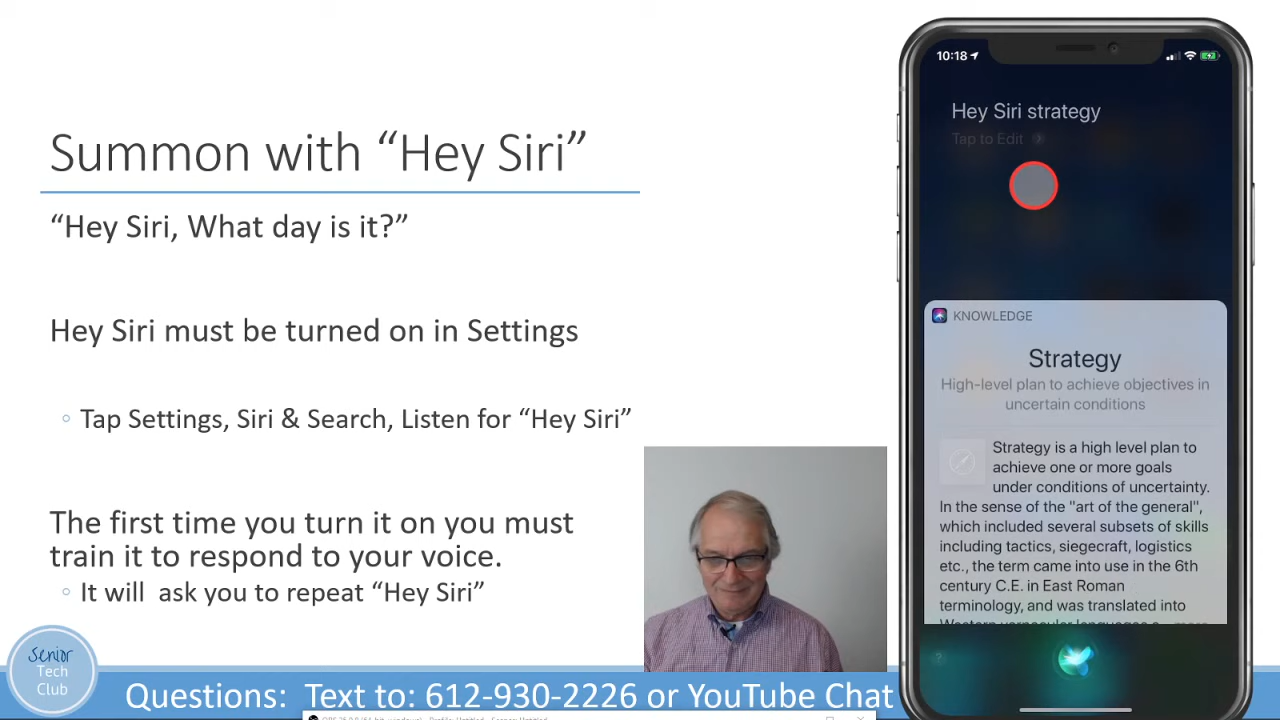 Summon with “Hey Siri”
“Hey Siri, What day is it?”
Hey Siri must be turned on in Settings
Tap Settings, Siri & Search, Listen for “Hey Siri”
The first time you turn it on you must
train it to respond to your voice.
It will ask you to repeat “Hey Siri”
Senior
Tech
Club
Questions: Text to: 612-930-2226 or YouTube Chat
10:18
Hey Siri strategy
Tap to Edit
KNOWLEDGE
Strategy
High-level plan to achieve objectives in
uncertain conditions
Strategy is a high level plan to
achieve one or more goals
under conditions of uncertainty.
In the sense of the "art of the general",
which included several subsets of skills
including tactics, siegecraft, logistics
etc., the term came into use in the 6th
century C.E. in East Roman
terminology, and was translated into
?